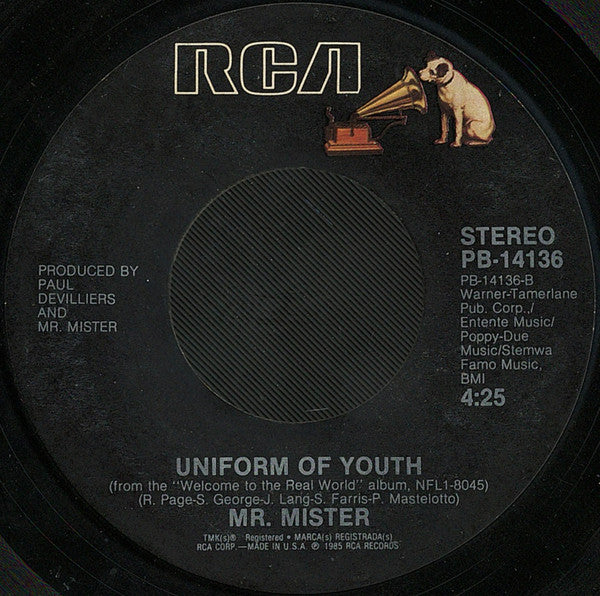 RCA
PRODUCED BY
PAUL
DEVILLIERS
AND
MR. MISTER
STEREO
PB-14136
PB-14136-B
Warner-Tamerlane
Pub. Corp./
Entente Music/
Poppy-Due
Music/Stemwa
Famo Music,
BMI
4:25
UNIFORM OF YOUTH
(from the "Welcome to the Real World" album, NFL1-8045)
(R. Page-S. George-J. Lang-S. Farris-P. Mastelotto)
MR. MISTER
TMK(s)® Registered • MARCA(s) REGISTRADA(s)
RCA CORP.—MADE IN U.S.A. ℗ 1985 RCA RECORDS